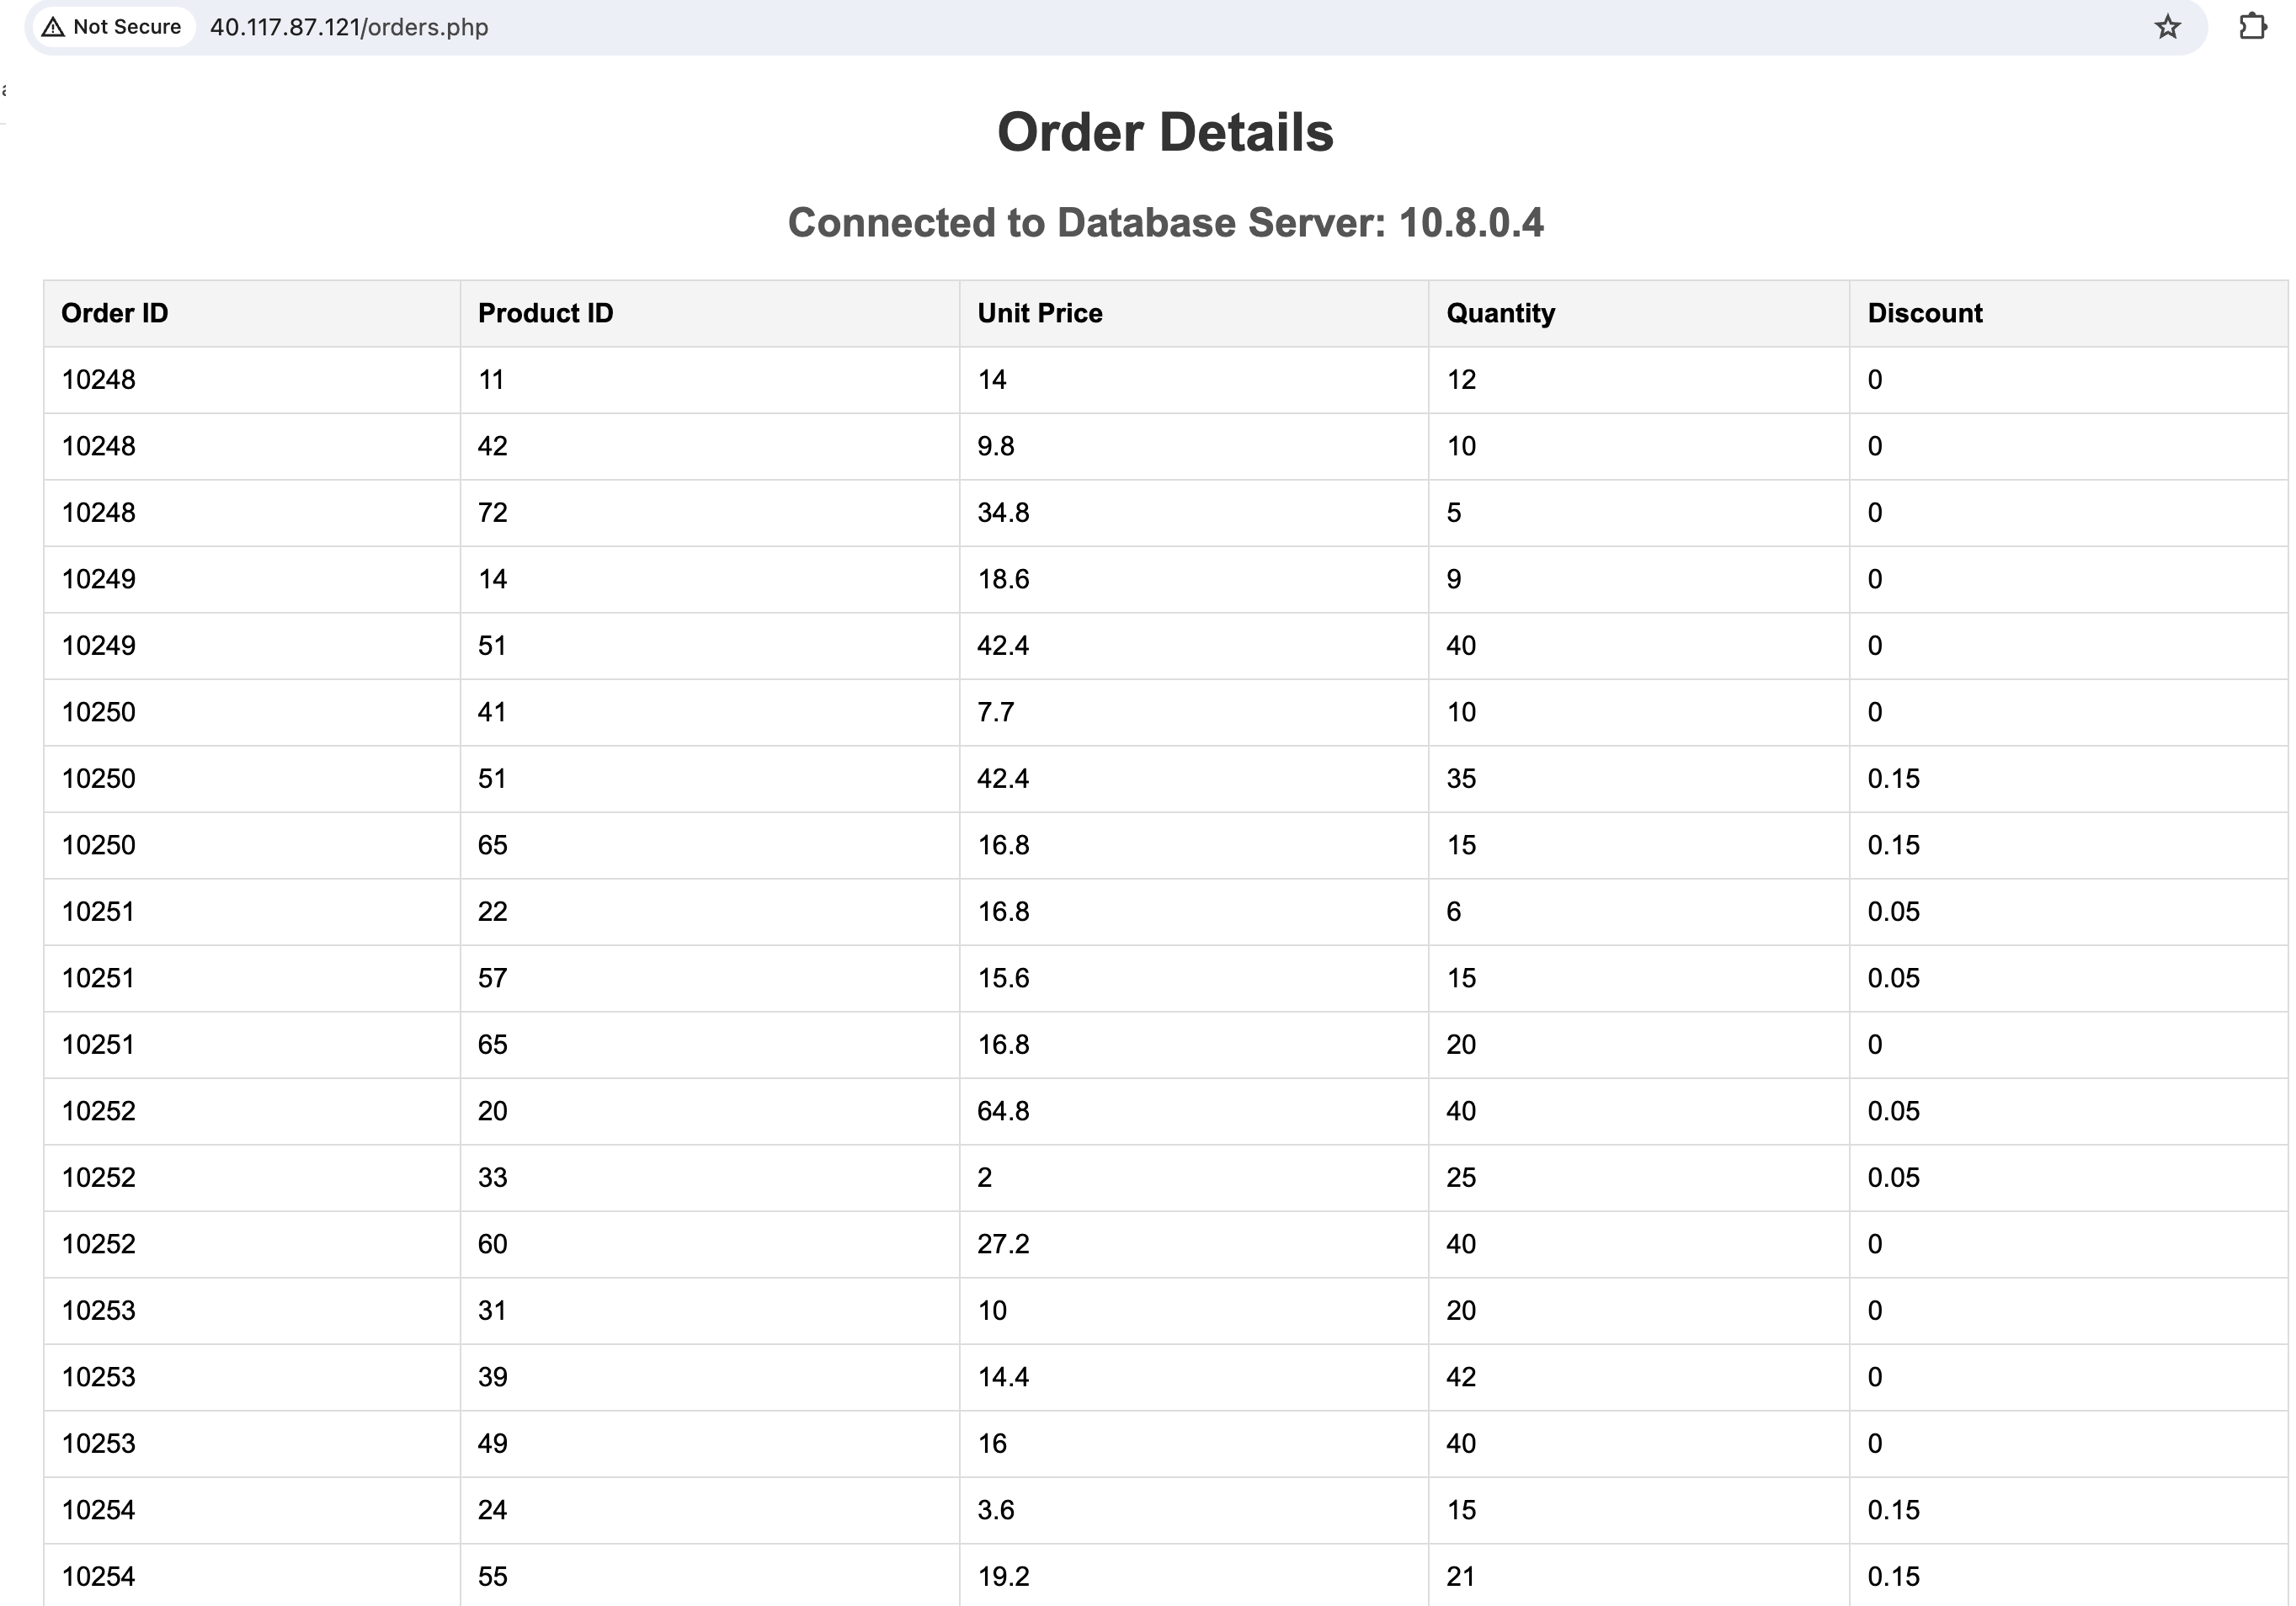 Not Secure 40.117.87.121/orders.php
Order Details
Connected to Database Server: 10.8.0.4
Order ID Product ID Unit Price Quantity Discount
10248 11 14 12 0
10248 42 9.8 10 0
10248 72 34.8 5 0
10249 14 18.6 9 0
10249 51 42.4 40 0
10250 41 7.7 10 0
10250 51 42.4 35 0.15
10250 65 16.8 15 0.15
10251 22 16.8 6 0.05
10251 57 15.6 15 0.05
10251 65 16.8 20 0
10252 20 64.8 40 0.05
10252 33 2 25 0.05
10252 60 27.2 40 0
10253 31 10 20 0
10253 39 14.4 42 0
10253 49 16 40 0
10254 24 3.6 15 0.15
10254 55 19.2 21 0.15